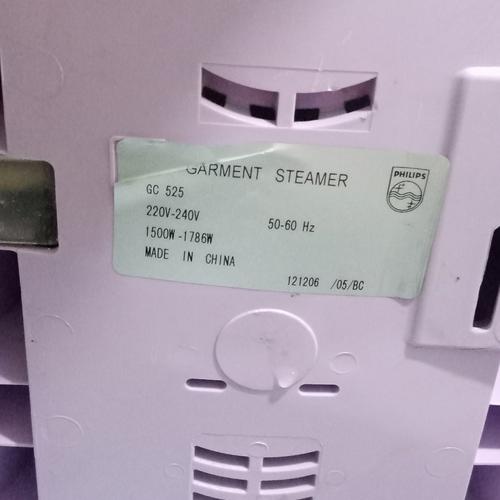 GARMENT STEAMER
PHILIPS
GC 525
220V-240V
50-60 Hz
1500W-1786W
MADE IN CHINA
121206 /05/BC